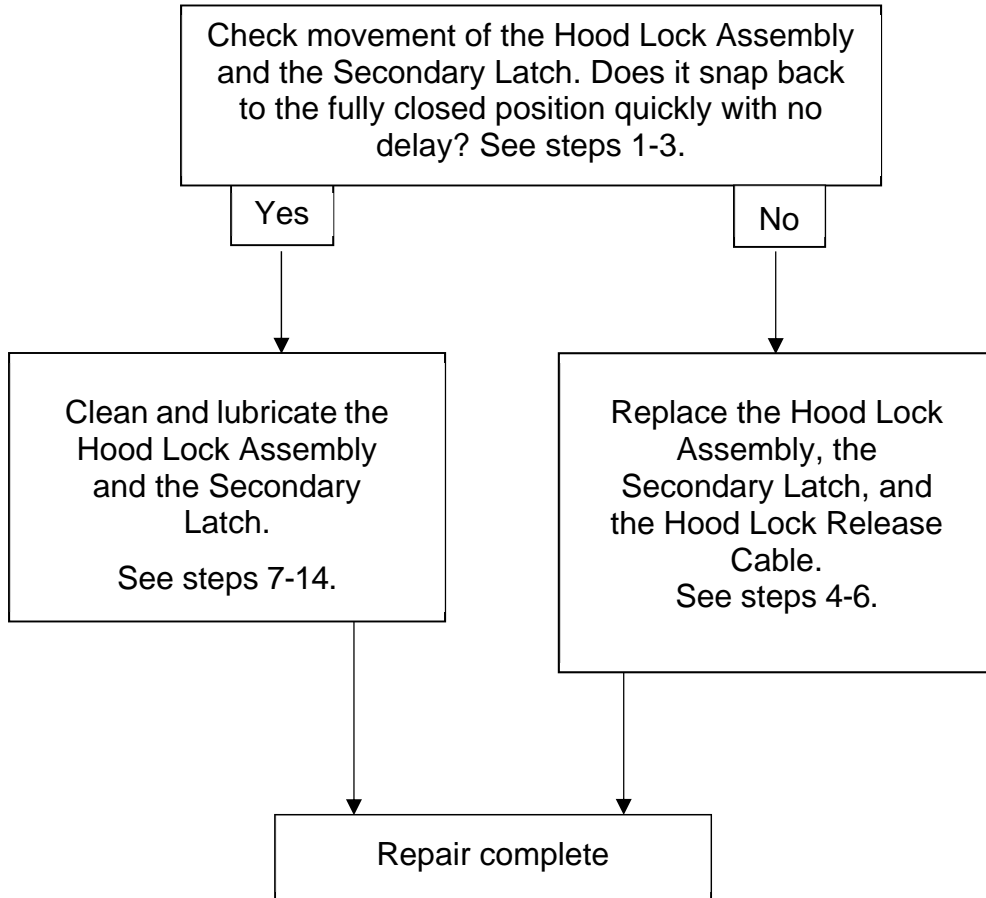 Check movement of the Hood Lock Assembly
and the Secondary Latch. Does it snap back
to the fully closed position quickly with no
delay? See steps 1-3.
Yes
No
Clean and lubricate the
Hood Lock Assembly
and the Secondary
Latch.
See steps 7-14.
Replace the Hood Lock
Assembly, the
Secondary Latch, and
the Hood Lock Release
Cable.
See steps 4-6.
Repair complete